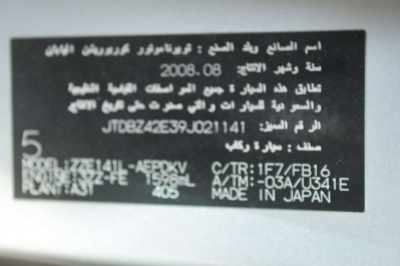 اسم الصانع وبلد الصنع : تويوتا موتور كوربوريشن اليابان
سنة وشهر الإنتاج: 2008.08
تطابق هذه السيارة جميع المواصفات القياسية الخليجية
والسعودية للسيارات والتي صدرت حتى تاريخ الإنتاج.
الرقم المميز: JTDBZ42E39J021141
صنف : سيارة ركاب
5
MODEL: ZZE141L-AEPDKV C/TR: 1F7/FB16
ENGINE: 3ZZ-FE 1598mL A/TM: -03A/U341E
PLANT: A31 405 MADE IN JAPAN